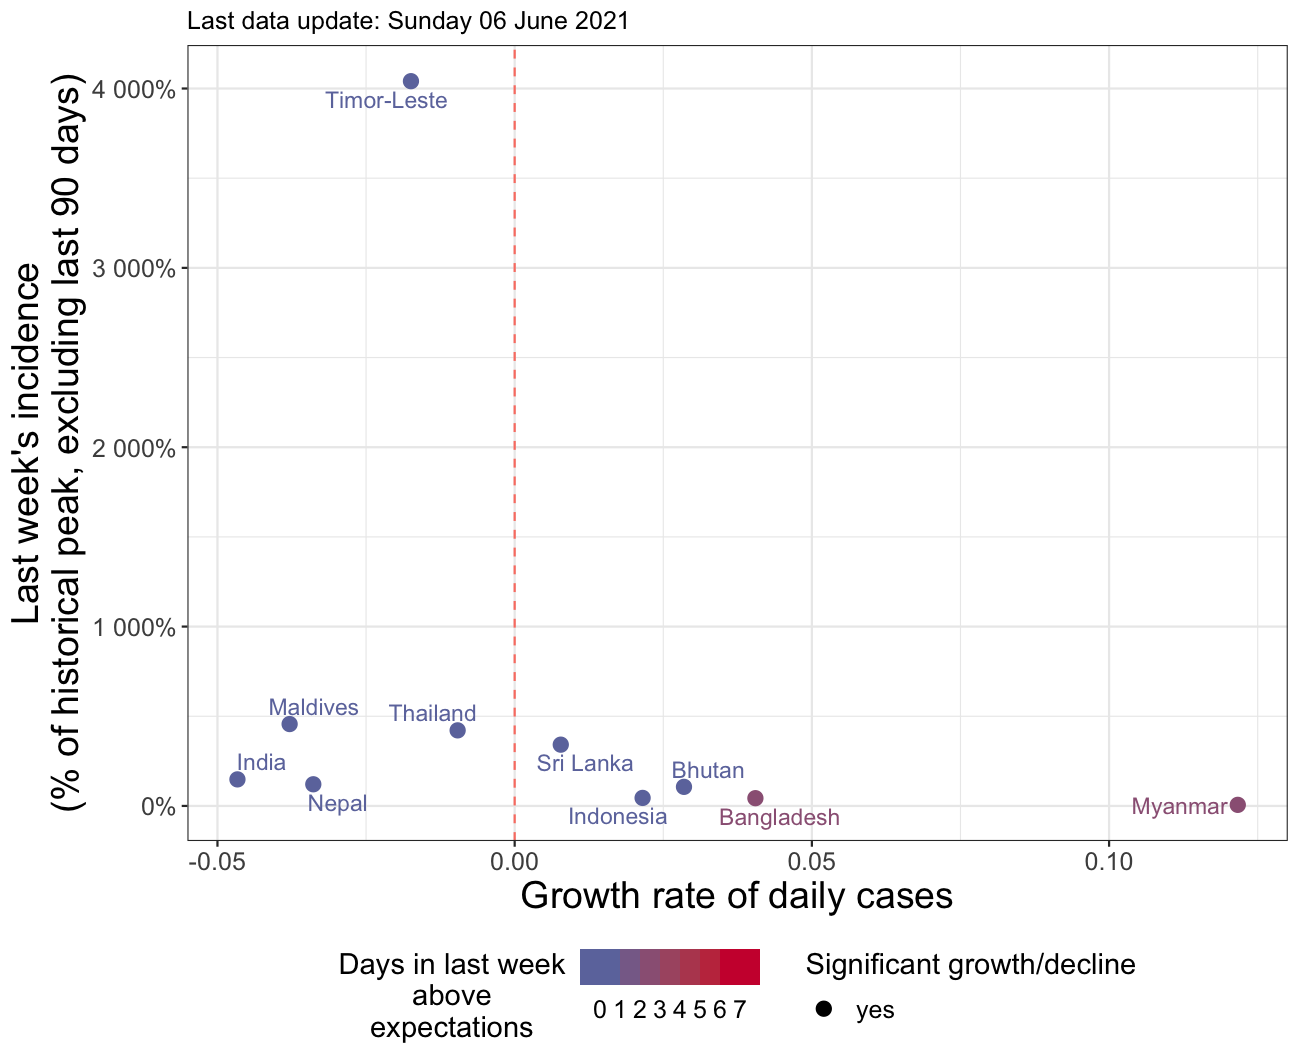 Last data update: Sunday 06 June 2021
Last week's incidence
(% of historical peak, excluding last 90 days)
4 000%
3 000%
2 000%
1 000%
0%
Timor-Leste
Maldives
Thailand
India
Nepal
Sri Lanka
Bhutan
Indonesia
Bangladesh
Myanmar
-0.05
0.00
0.05
0.10
Growth rate of daily cases
Days in last week
above
expectations
0 1 2 3 4 5 6 7
Significant growth/decline
yes